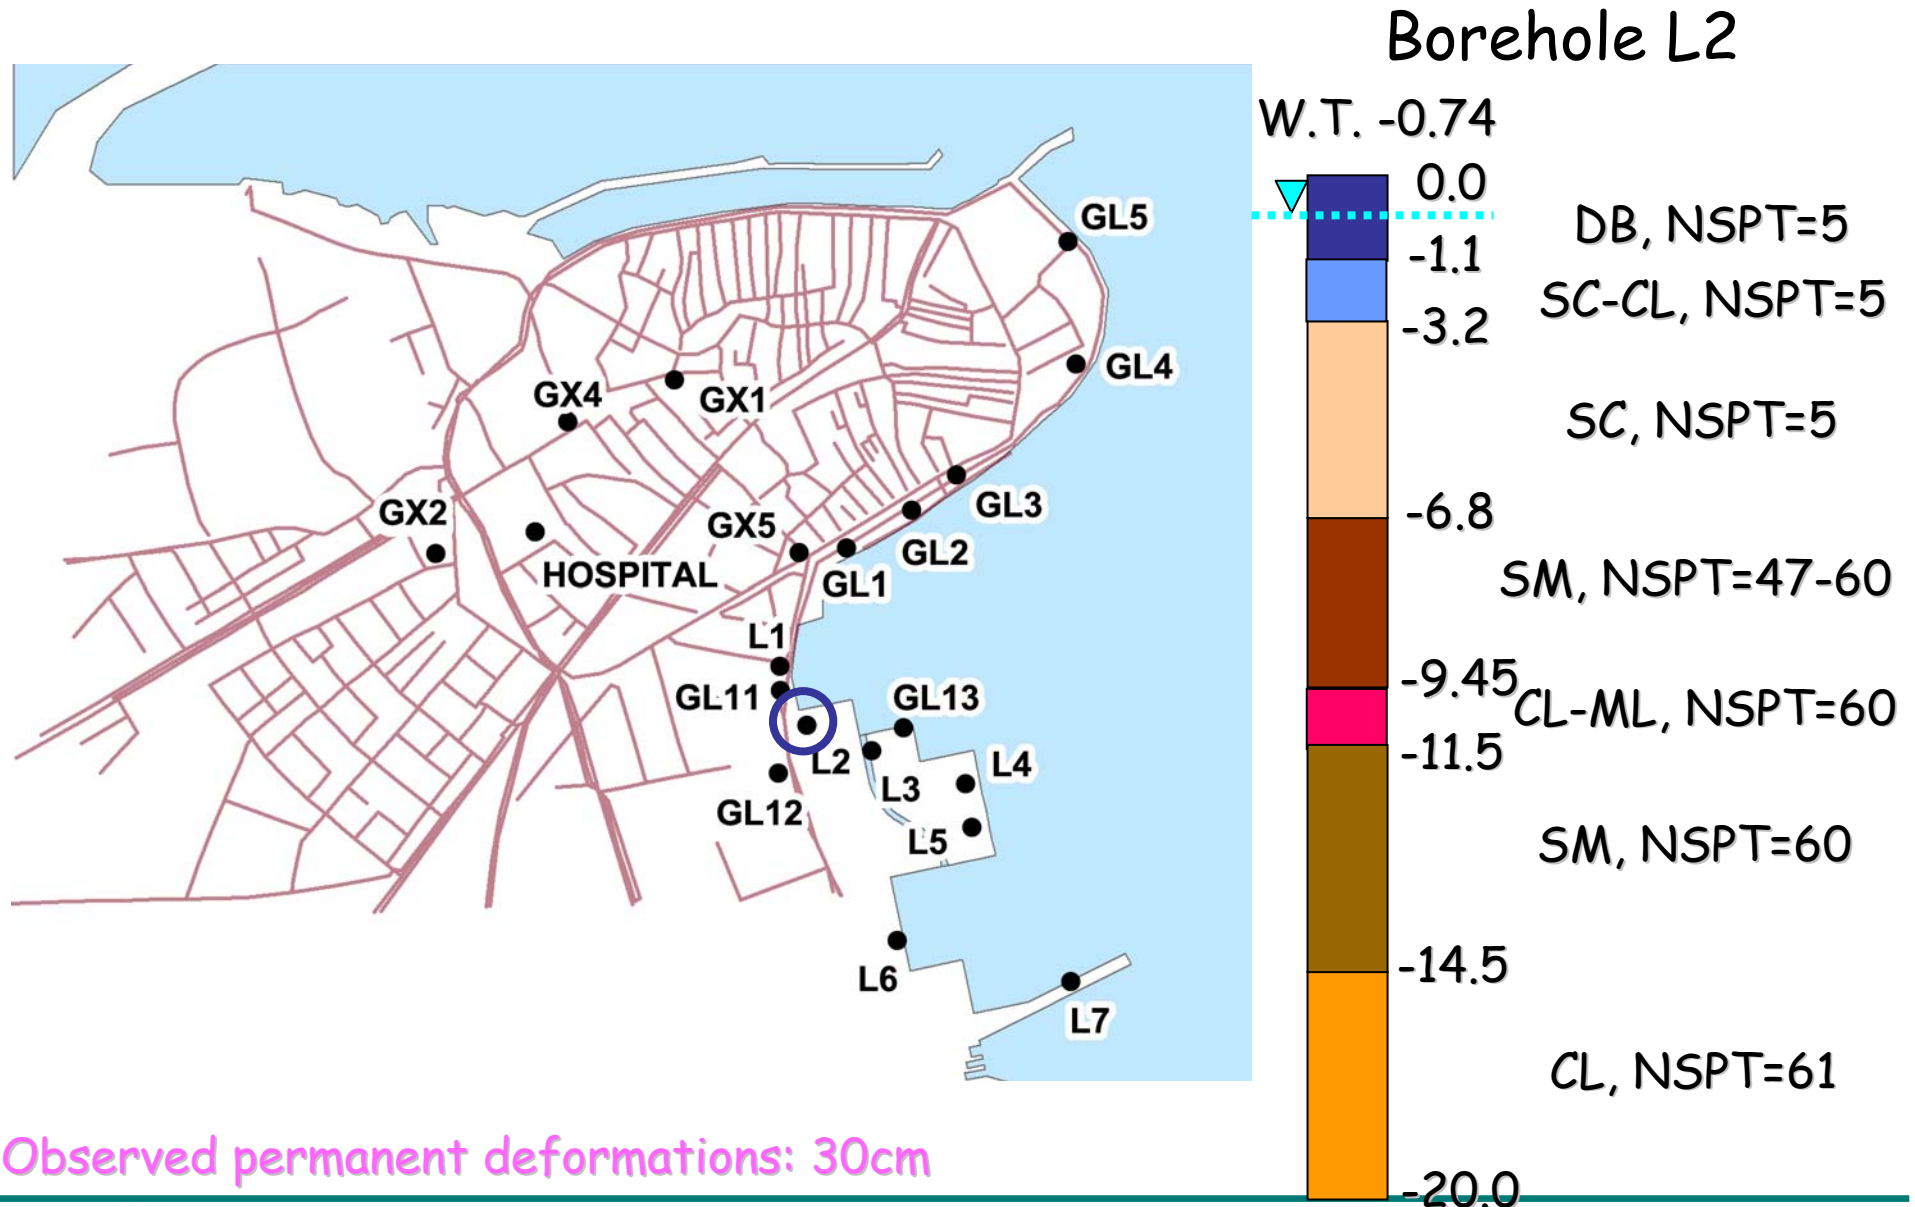 Borehole L2
W.T. -0.74
0.0
DB, NSPT=5
-1.1
SC-CL, NSPT=5
-3.2
SC, NSPT=5
-6.8
SM, NSPT=47-60
-9.45
CL-ML, NSPT=60
-11.5
SM, NSPT=60
-14.5
CL, NSPT=61
-20.0
GL5
GL4
GX4
GX1
GX2
GX5
GL3
GL2
HOSPITAL
GL1
L1
GL11
GL13
L2
L4
L3
GL12
L5
L6
L7
Observed permanent deformations: 30cm